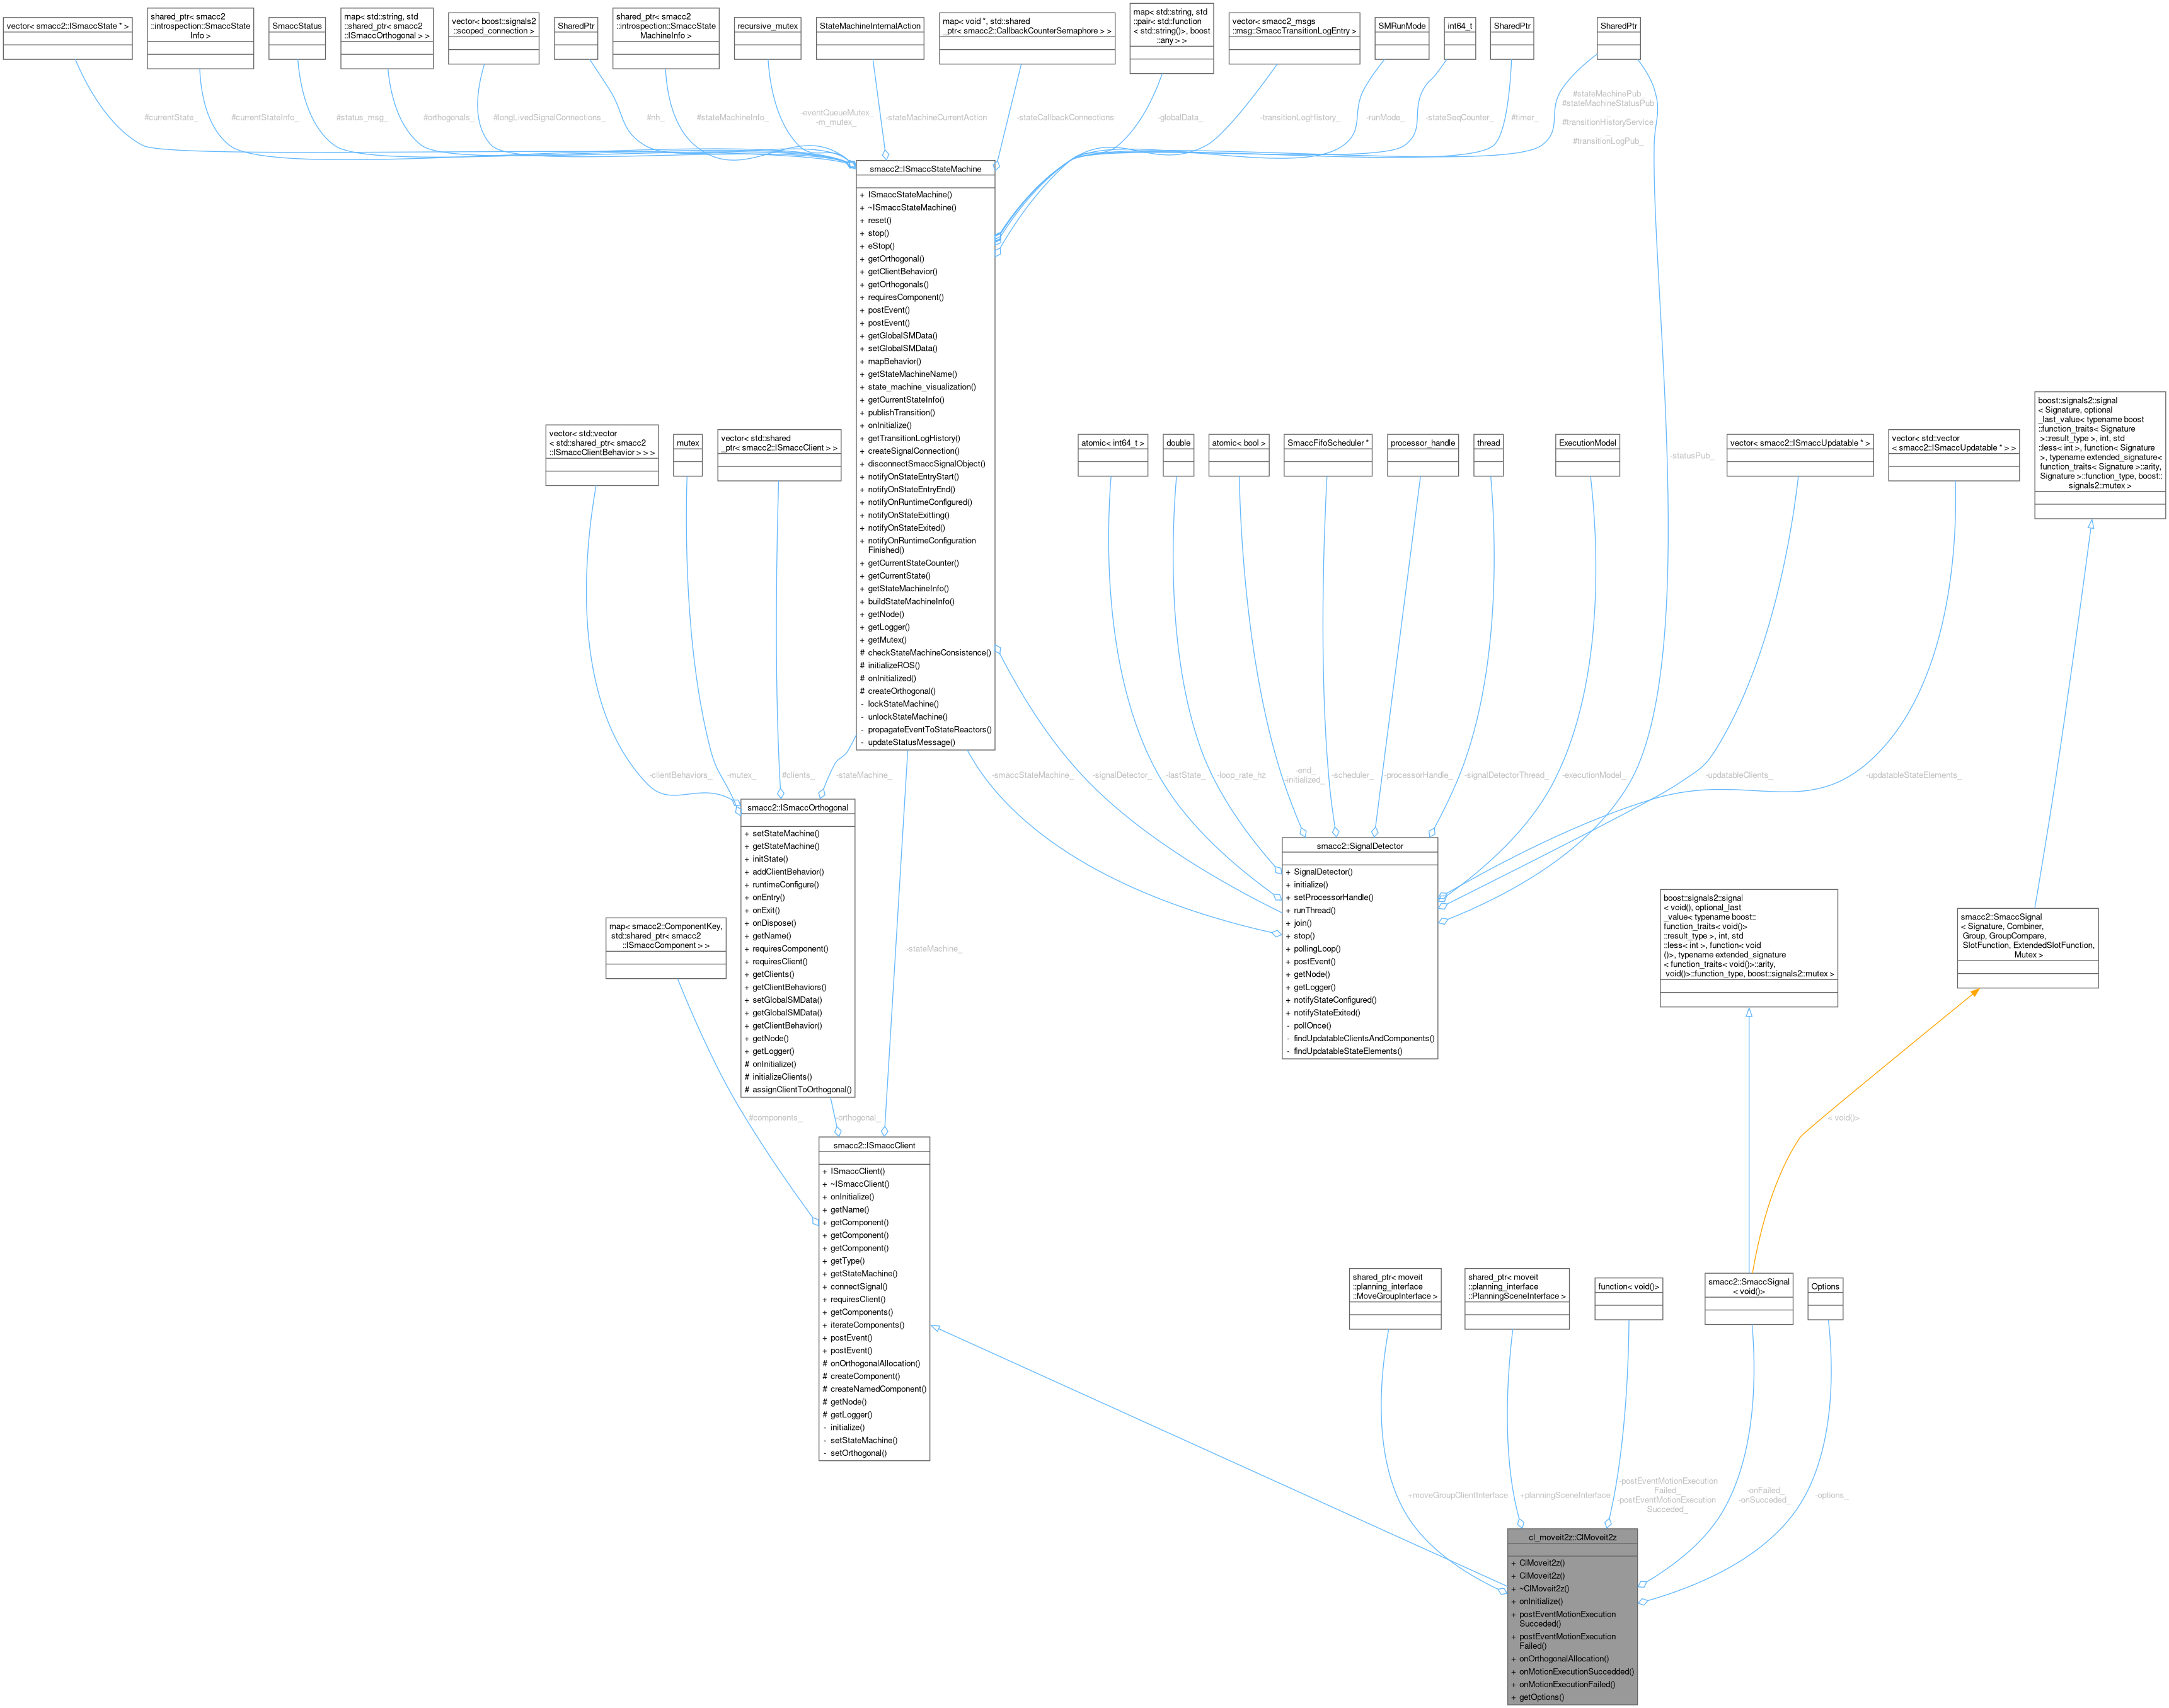 vector< smacc2::ISmaccState * >
shared_ptr< smacc2
::introspection::SmaccState
Info >
SmaccStatus
map< std::string, std
::shared_ptr< smacc2
::ISmaccOrthogonal > >
vector< boost::signals2
::scoped_connection >
SharedPtr
shared_ptr< smacc2
::introspection::SmaccState
MachineInfo >
recursive_mutex
StateMachineInternalAction
map< void *, std::shared
_ptr< smacc2::CallbackCounterSemaphore > >
map< std::string, std
::pair< std::function
< std::string()>, boost
::any > >
vector< smacc2_msgs
::msg::SmaccTransitionLogEntry >
SMRunMode
int64_t
SharedPtr
SharedPtr
#currentState_
#currentStateInfo_
#status_msg_
#orthogonals_
#longLivedSignalConnections_
#nh_
#stateMachineInfo_
-eventQueueMutex_
-m_mutex_
-stateMachineCurrentAction
-stateCallbackConnections
-globalData_
-transitionLogHistory_
-runMode_
-stateSeqCounter_
#timer_
#stateMachinePub_
#stateMachineStatusPub
_
#transitionHistoryService
_
#transitionLogPub_
smacc2::ISmaccStateMachine
+ ISmaccStateMachine()
+ ~ISmaccStateMachine()
+ reset()
+ stop()
+ eStop()
+ getOrthogonal()
+ getClientBehavior()
+ getOrthogonals()
+ requiresComponent()
+ postEvent()
+ postEvent()
+ getGlobalSMData()
+ setGlobalSMData()
+ mapBehavior()
+ getStateMachineName()
+ state_machine_visualization()
+ getCurrentStateInfo()
+ publishTransition()
+ onInitialize()
+ getTransitionLogHistory()
+ createSignalConnection()
+ disconnectSmaccSignalObject()
+ notifyOnStateEntryStart()
+ notifyOnStateEntryEnd()
+ notifyOnRuntimeConfigured()
+ notifyOnStateExitting()
+ notifyOnStateExited()
+ notifyOnRuntimeConfiguration
Finished()
+ getCurrentStateCounter()
+ getCurrentState()
+ getStateMachineInfo()
+ buildStateMachineInfo()
+ getNode()
+ getLogger()
+ getMutex()
# checkStateMachineConsistence()
# initializeROS()
# onInitialized()
# createOrthogonal()
- lockStateMachine()
- unlockStateMachine()
- propagateEventToStateReactors()
- updateStatusMessage()
vector< std::vector
< std::shared_ptr< smacc2
::ISmaccClientBehavior > > >
mutex
vector< std::shared
_ptr< smacc2::ISmaccClient > >
atomic< int64_t >
double
atomic< bool >
SmaccFifoScheduler *
processor_handle
thread
ExecutionModel
-statusPub_
vector< smacc2::ISmaccUpdatable * >
vector< std::vector
< smacc2::ISmaccUpdatable * > >
boost::signals2::signal
< Signature, optional
_last_value< typename boost
::function_traits< Signature
>::result_type >, int, std
::less< int >, function< Signature
>, typename extended_signature<
function_traits< Signature >::arity,
Signature >::function_type, boost::
signals2::mutex >
-clientBehaviors_
-mutex_
#clients_
-stateMachine_
-smaccStateMachine_
-signalDetector_
-lastState_
-loop_rate_hz
-end_
-initialized_
-scheduler_
-processorHandle_
-signalDetectorThread_
-executionModel_
-updatableClients_
-updatableStateElements_
smacc2::ISmaccOrthogonal
+ setStateMachine()
+ getStateMachine()
+ initState()
+ addClientBehavior()
+ runtimeConfigure()
+ onEntry()
+ onExit()
+ onDispose()
+ getName()
+ requiresComponent()
+ requiresClient()
+ getClients()
+ getClientBehaviors()
+ setGlobalSMData()
+ getGlobalSMData()
+ getClientBehavior()
+ getNode()
+ getLogger()
# onInitialize()
# initializeClients()
# assignClientToOrthogonal()
smacc2::SignalDetector
+ SignalDetector()
+ initialize()
+ setProcessorHandle()
+ runThread()
+ join()
+ stop()
+ pollingLoop()
+ postEvent()
+ getNode()
+ getLogger()
+ notifyStateConfigured()
+ notifyStateExited()
- pollOnce()
- findUpdatableClientsAndComponents()
- findUpdatableStateElements()
map< smacc2::ComponentKey,
std::shared_ptr< smacc2
::ISmaccComponent > >
-stateMachine_
boost::signals2::signal
< void(), optional_last
_value< typename boost::
function_traits< void()>
::result_type >, int, std
::less< int >, function< void
()>, typename extended_signature
< function_traits< void()>::arity,
void()>::function_type, boost::signals2::mutex >
smacc2::SmaccSignal
< Signature, Combiner,
Group, GroupCompare,
SlotFunction, ExtendedSlotFunction,
Mutex >
#components_
-orthogonal_
< void()>
smacc2::ISmaccClient
+ ISmaccClient()
+ ~ISmaccClient()
+ onInitialize()
+ getName()
+ getComponent()
+ getComponent()
+ getComponent()
+ getType()
+ getStateMachine()
+ connectSignal()
+ requiresClient()
+ getComponents()
+ iterateComponents()
+ postEvent()
+ postEvent()
# onOrthogonalAllocation()
# createComponent()
# createNamedComponent()
# getNode()
# getLogger()
- initialize()
- setStateMachine()
- setOrthogonal()
shared_ptr< moveit
::planning_interface
::MoveGroupInterface >
shared_ptr< moveit
::planning_interface
::PlanningSceneInterface >
function< void()>
smacc2::SmaccSignal
< void()>
Options
+moveGroupClientInterface
+planningSceneInterface
-postEventMotionExecution
Failed_
-postEventMotionExecution
Succeded_
-onFailed_
-onSucceded_
-options_
cl_moveit2z::ClMoveit2z
+ ClMoveit2z()
+ ClMoveit2z()
+ ~ClMoveit2z()
+ onInitialize()
+ postEventMotionExecution
Succeded()
+ postEventMotionExecution
Failed()
+ onOrthogonalAllocation()
+ onMotionExecutionSuccedded()
+ onMotionExecutionFailed()
+ getOptions()